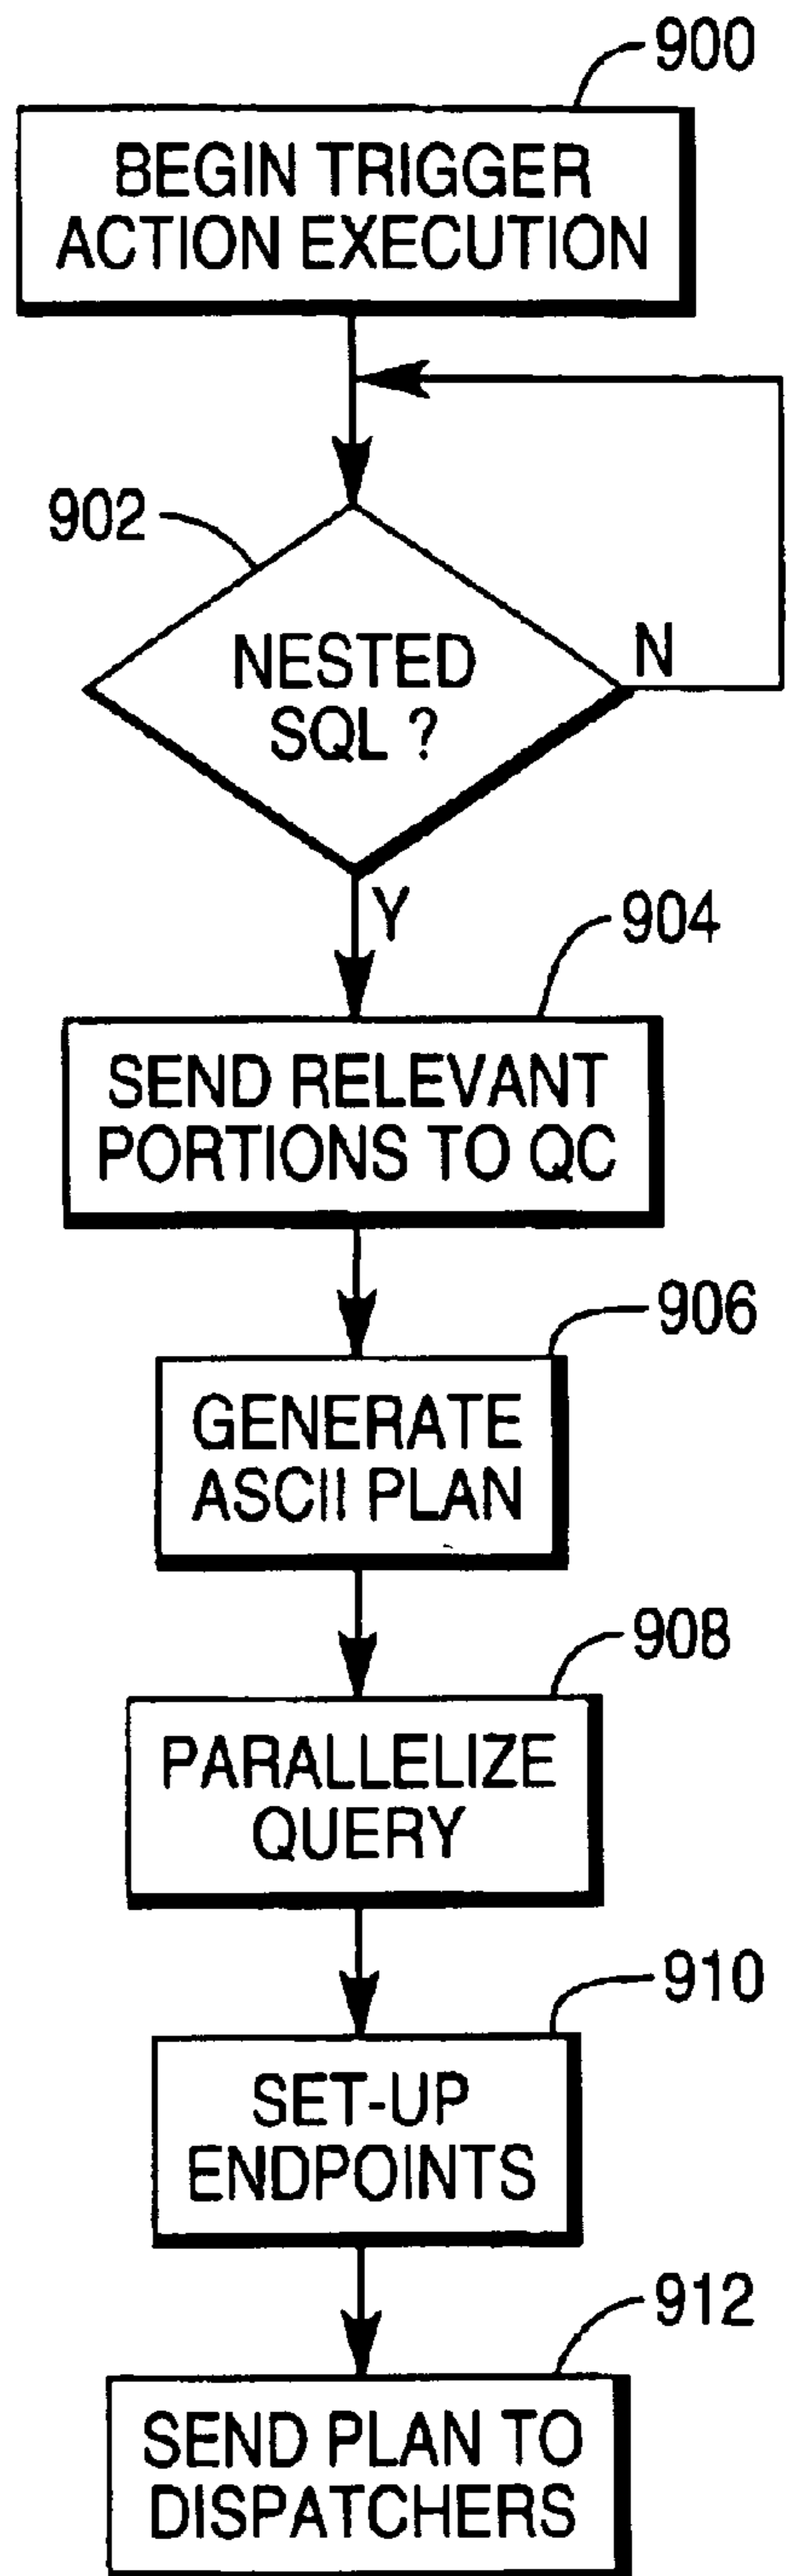 900
BEGIN TRIGGER
ACTION EXECUTION
902
NESTED
SQL ?
N
Y
904
SEND RELEVANT
PORTIONS TO QC
906
GENERATE
ASCII PLAN
908
PARALLELIZE
QUERY
910
SET-UP
ENDPOINTS
912
SEND PLAN TO
DISPATCHERS